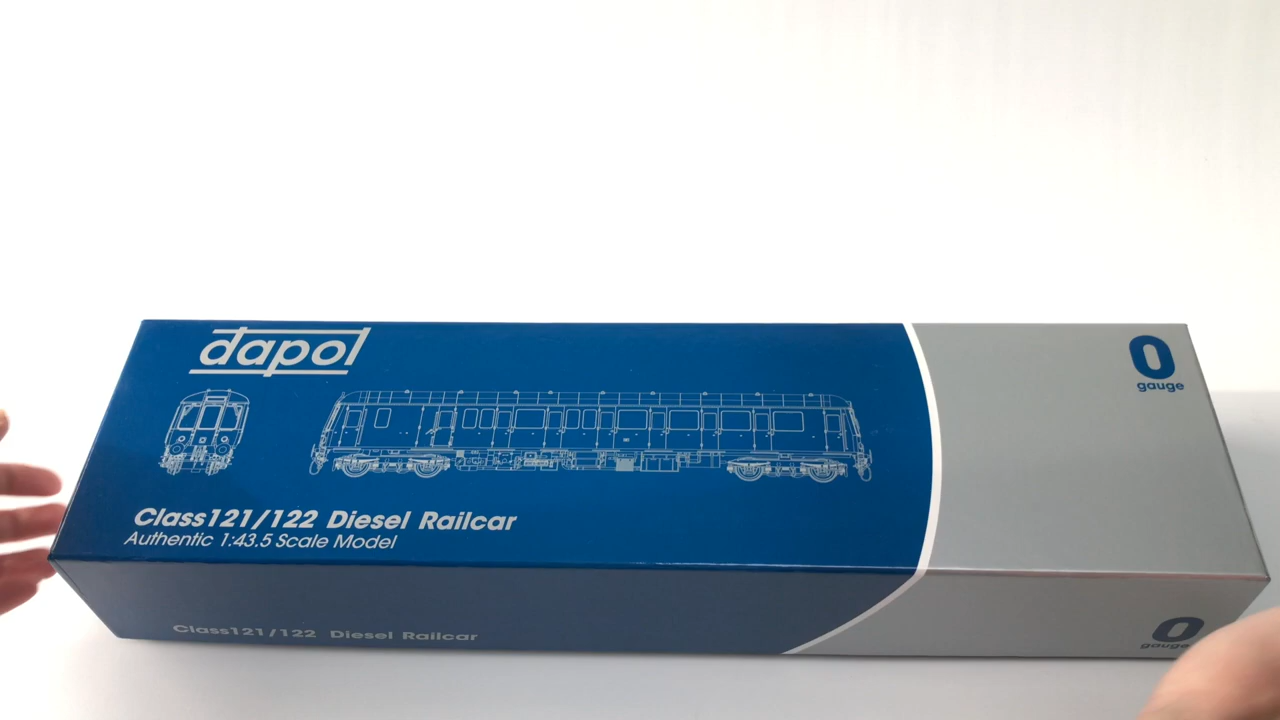 dapol
0
gauge
Class121/122 Diesel Railcar
Authentic 1:43.5 Scale Model
Class121/122 Diesel Railcar
0
gauge